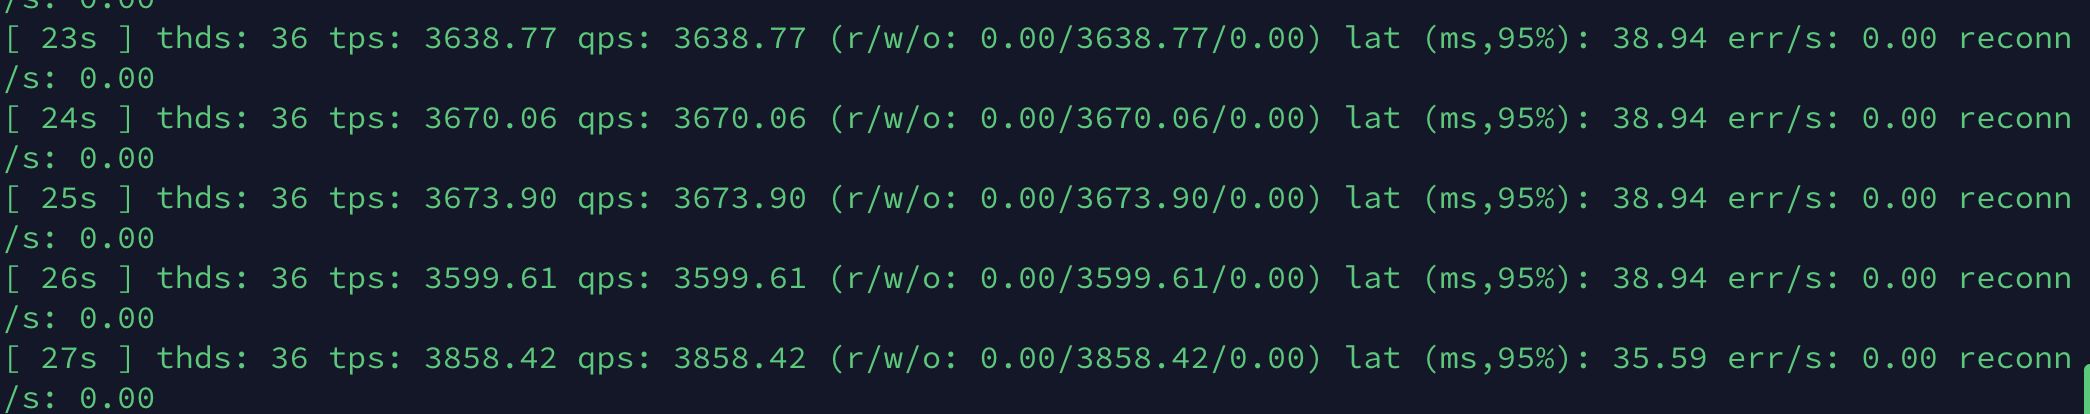 /s: 0.00
[ 23s ] thds: 36 tps: 3638.77 qps: 3638.77 (r/w/o: 0.00/3638.77/0.00) lat (ms,95%): 38.94 err/s: 0.00 reconn
/s: 0.00
[ 24s ] thds: 36 tps: 3670.06 qps: 3670.06 (r/w/o: 0.00/3670.06/0.00) lat (ms,95%): 38.94 err/s: 0.00 reconn
/s: 0.00
[ 25s ] thds: 36 tps: 3673.90 qps: 3673.90 (r/w/o: 0.00/3673.90/0.00) lat (ms,95%): 38.94 err/s: 0.00 reconn
/s: 0.00
[ 26s ] thds: 36 tps: 3599.61 qps: 3599.61 (r/w/o: 0.00/3599.61/0.00) lat (ms,95%): 38.94 err/s: 0.00 reconn
/s: 0.00
[ 27s ] thds: 36 tps: 3858.42 qps: 3858.42 (r/w/o: 0.00/3858.42/0.00) lat (ms,95%): 35.59 err/s: 0.00 reconn
/s: 0.00